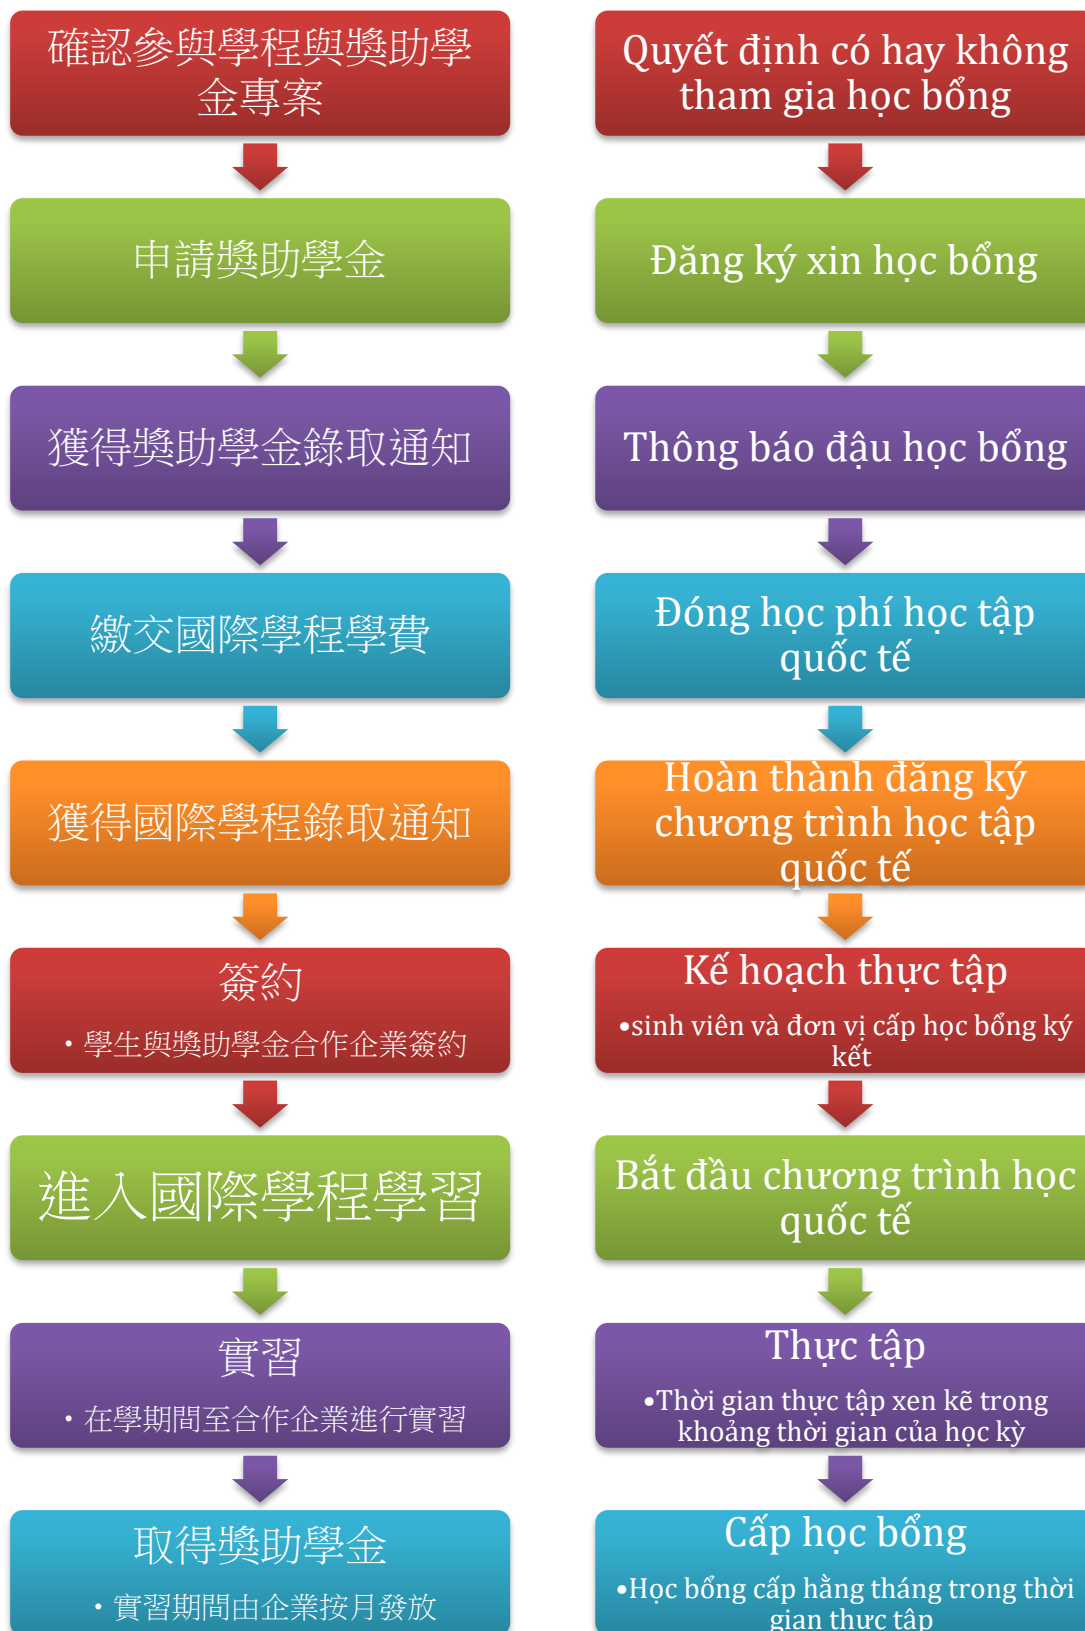 確認參與學程與獎助學
金專案
申請獎助學金
獲得獎助學金錄取通知
繳交國際學程學費
獲得國際學程錄取通知
簽約
・學生與獎助學金合作企業簽約
進入國際學程學習
實習
・在學期間至合作企業進行實習
取得獎助學金
・實習期間由企業按月發放
Quyết định có hay không
tham gia học bổng
Đăng ký xin học bổng
Thông báo đậu học bổng
Đóng học phí học tập
quốc tế
Hoàn thành đăng ký
chương trình học tập
quốc tế
Kế hoạch thực tập
•sinh viên và đơn vị cấp học bổng ký
kết
Bắt đầu chương trình học
quốc tế
Thực tập
•Thời gian thực tập xen kẽ trong
khoảng thời gian của học kỳ
Cấp học bổng
•Học bổng cấp hằng tháng trong thời
gian thực tập